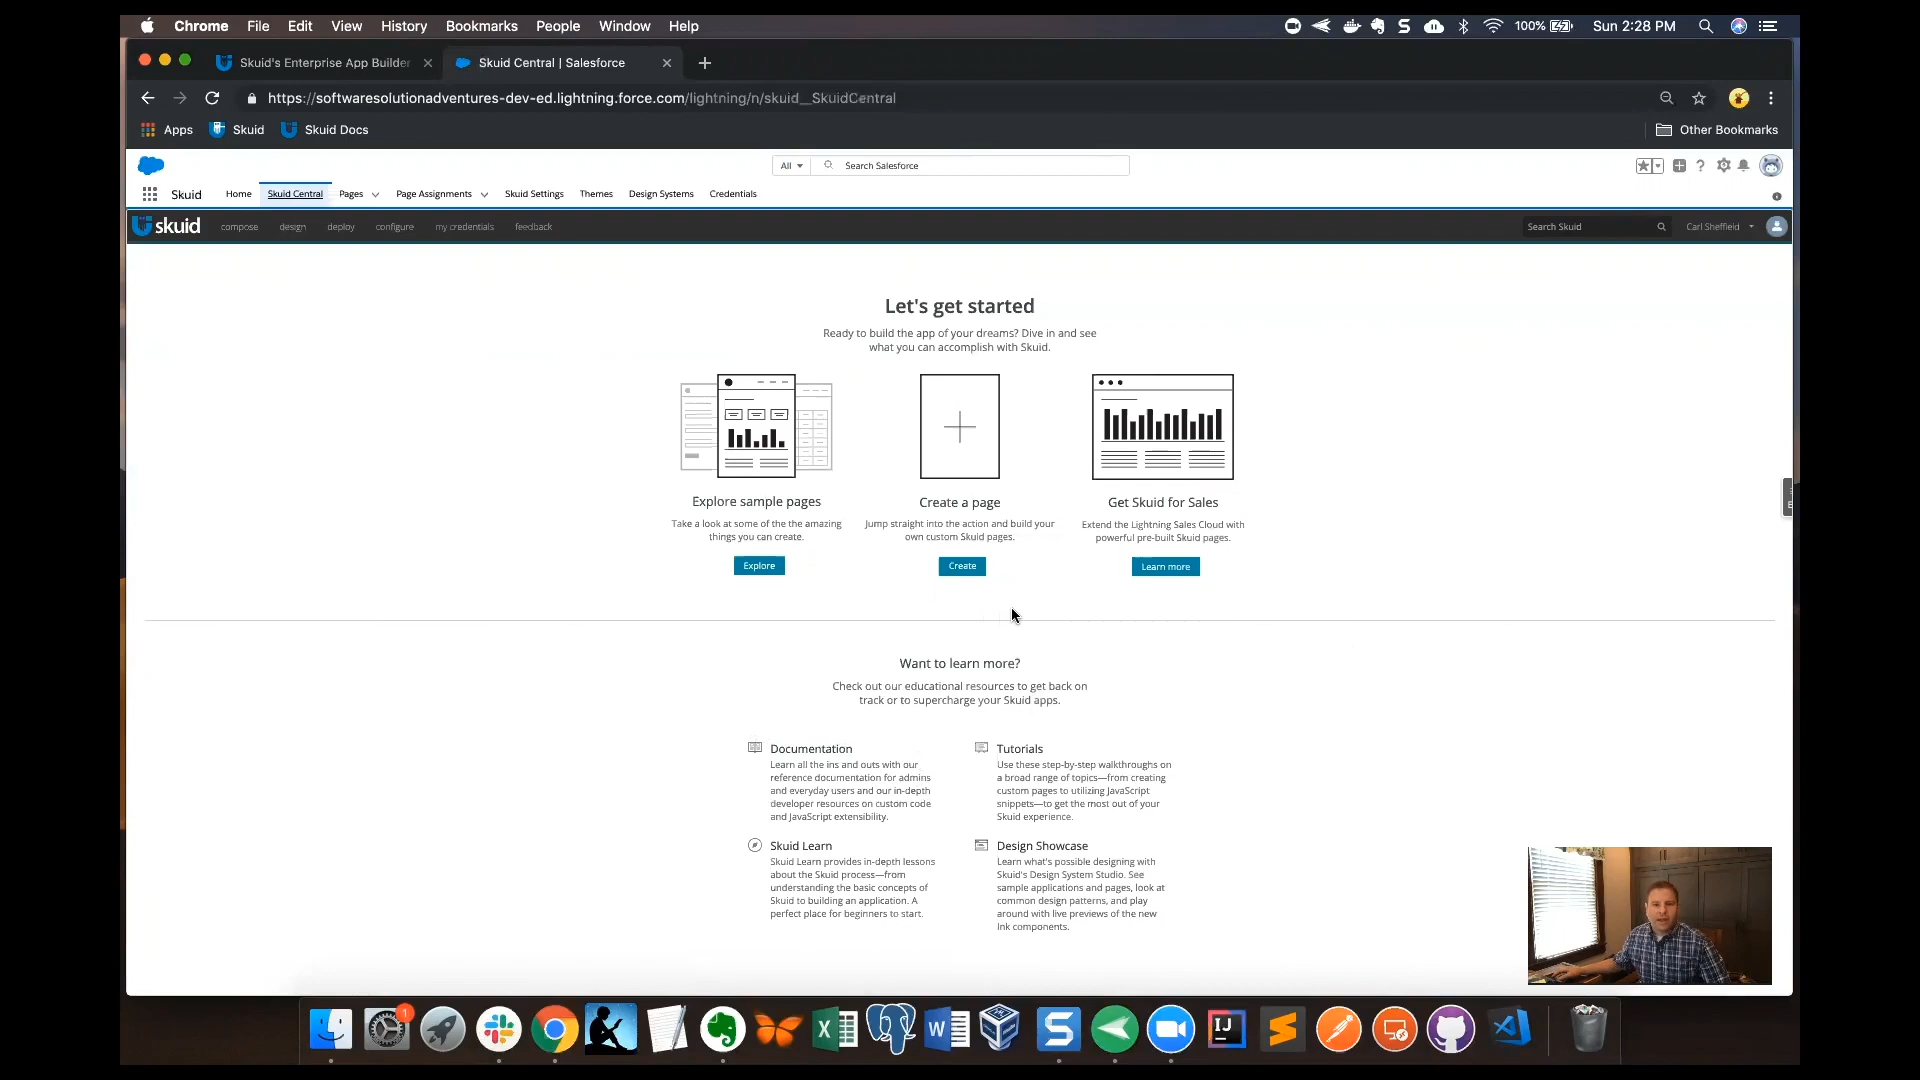 Chrome File Edit View History Bookmarks People Window Help
100% Sun 2:28 PM
Skuid's Enterprise App Builder
Skuid Central | Salesforce
https://softwaresolutionadventures-dev-ed.lightning.force.com/lightning/n/skuid__SkuidCentral
Apps Skuid Skuid Docs Other Bookmarks
All Search Salesforce
Skuid Home Skuid Central Pages Page Assignments Skuid Settings Themes Design Systems Credentials
skuid compose design deploy configure my credentials feedback Search Skuid Carl Sheffield
Let's get started
Ready to build the app of your dreams? Dive in and see
what you can accomplish with Skuid.
Explore sample pages
Take a look at some of the the amazing
things you can create.
Explore
Create a page
Jump straight into the action and build your
own custom Skuid pages.
Create
Get Skuid for Sales
Extend the Lightning Sales Cloud with
powerful pre-built Skuid pages.
Learn more
Want to learn more?
Check out our educational resources to get back on
track or to supercharge your Skuid apps.
Documentation
Learn all the ins and outs with our
reference documentation for admins
and everyday users and our in-depth
developer resources on custom code
and JavaScript extensibility.
Tutorials
Use these step-by-step walkthroughs on
a broad range of topics—from creating
custom pages to utilizing JavaScript
snippets—to get the most out of your
Skuid experience.
Skuid Learn
Skuid Learn provides in-depth lessons
about the Skuid process—from
understanding the basic concepts of
Skuid to building an application. A
perfect place for beginners to start.
Design Showcase
Learn what's possible designing with
Skuid's Design System Studio. See
sample applications and pages, look at
common design patterns, and play
around with live previews of the new
Ink components.
1
X
W
S
IJ